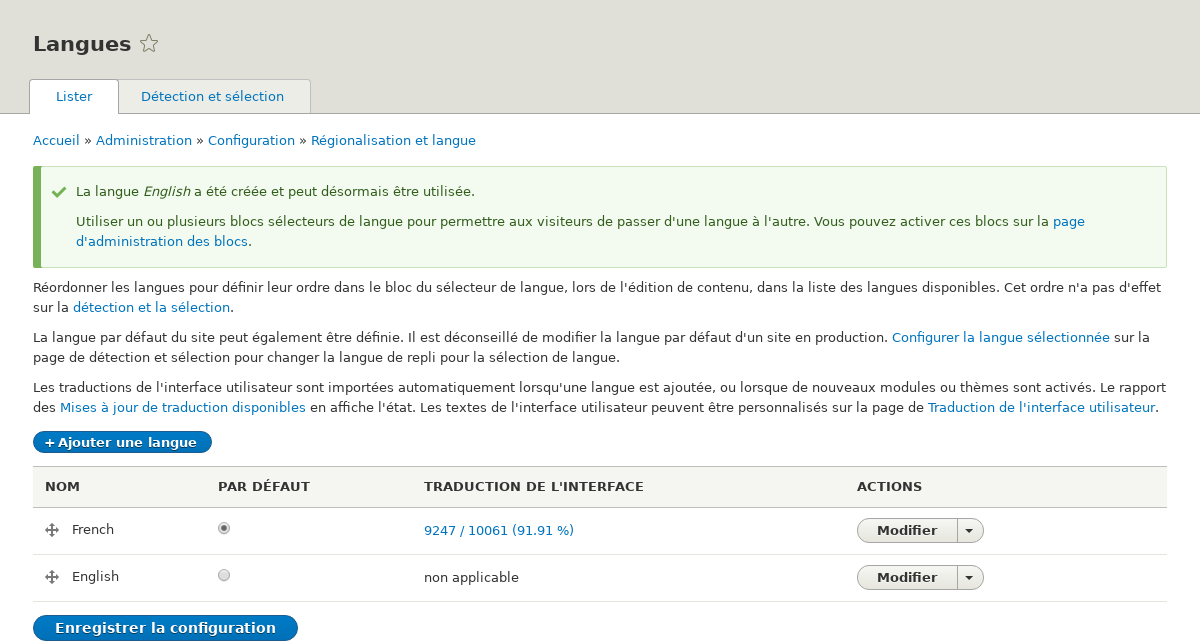 Langues
Lister
Détection et sélection
Accueil » Administration » Configuration » Régionalisation et langue
La langue English a été créée et peut désormais être utilisée.
Utiliser un ou plusieurs blocs sélecteurs de langue pour permettre aux visiteurs de passer d'une langue à l'autre. Vous pouvez activer ces blocs sur la page
d'administration des blocs.
Réordonner les langues pour définir leur ordre dans le bloc du sélecteur de langue, lors de l'édition de contenu, dans la liste des langues disponibles. Cet ordre n'a pas d'effet
sur la détection et la sélection.
La langue par défaut du site peut également être définie. Il est déconseillé de modifier la langue par défaut d'un site en production. Configurer la langue sélectionnée sur la
page de détection et sélection pour changer la langue de repli pour la sélection de langue.
Les traductions de l'interface utilisateur sont importées automatiquement lorsqu'une langue est ajoutée, ou lorsque de nouveaux modules ou thèmes sont activés. Le rapport
des Mises à jour de traduction disponibles en affiche l'état. Les textes de l'interface utilisateur peuvent être personnalisés sur la page de Traduction de l'interface utilisateur.
+ Ajouter une langue
NOM PAR DÉFAUT TRADUCTION DE L'INTERFACE ACTIONS
French 9247 / 10061 (91.91 %) Modifier
English non applicable Modifier
Enregistrer la configuration